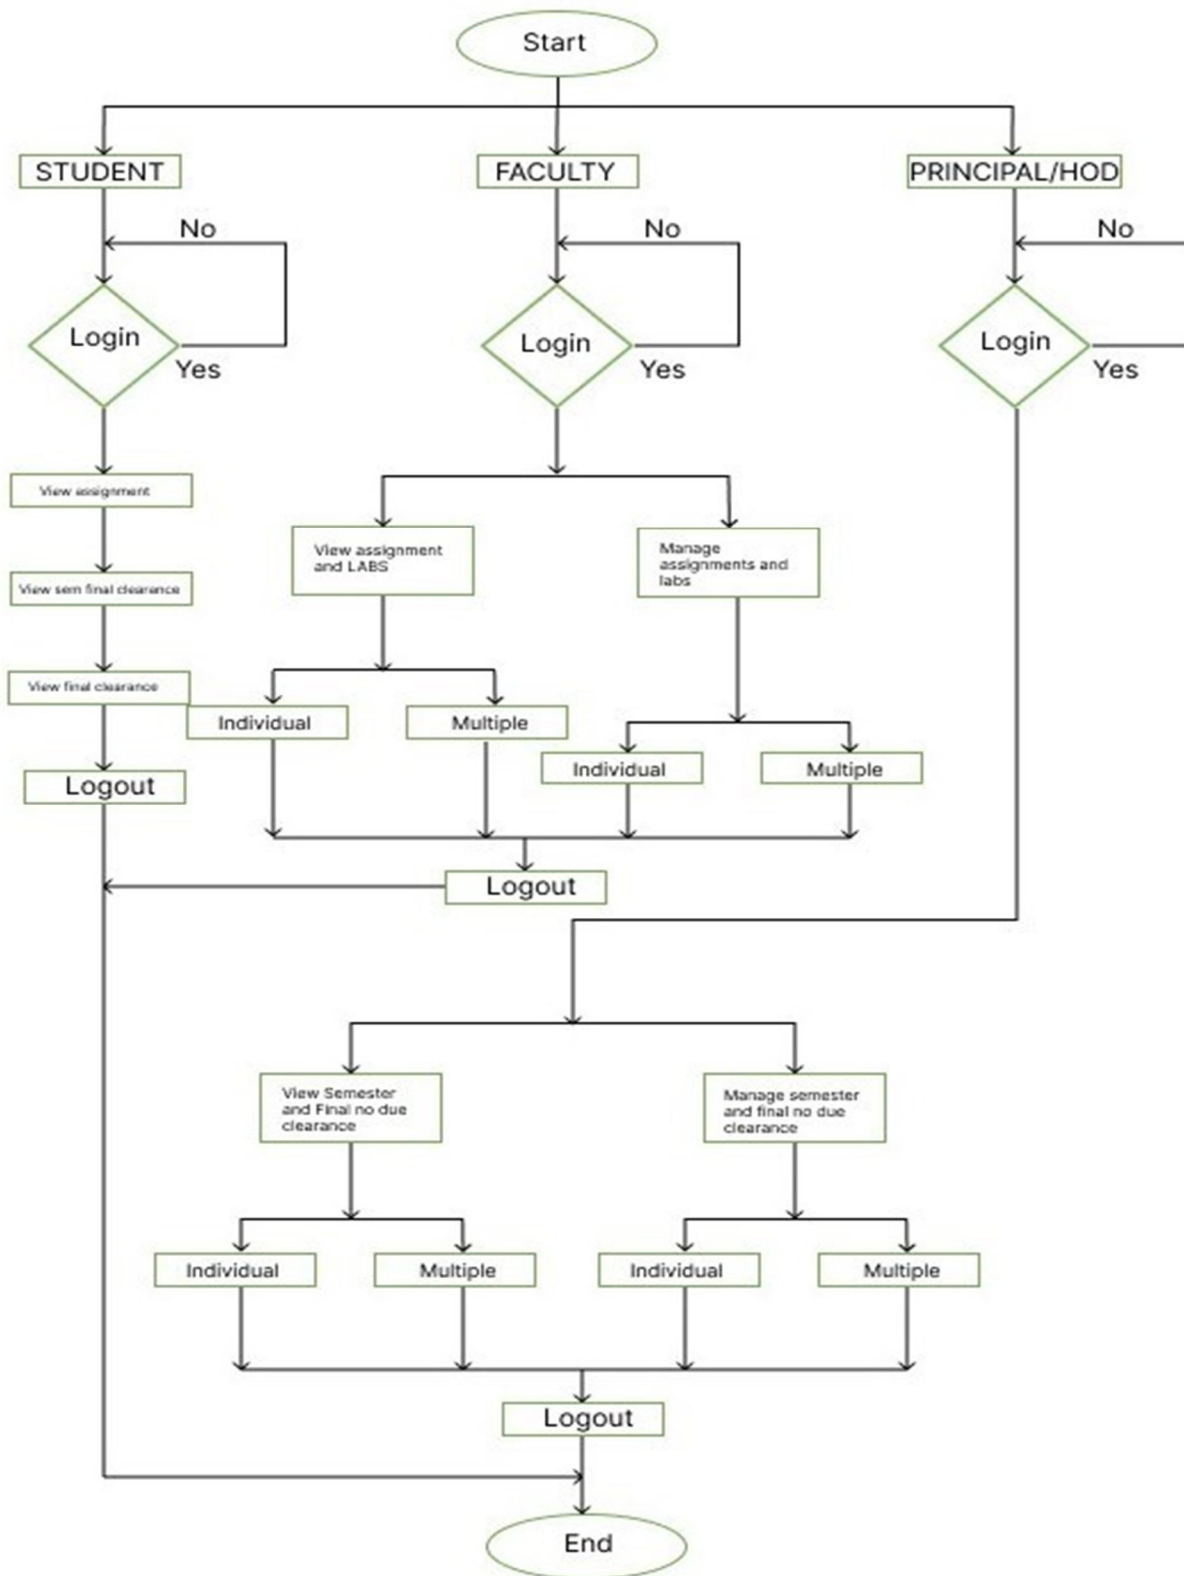 Start
STUDENT
FACULTY
PRINCIPAL/HOD
No
No
No
Login
Login
Login
Yes
Yes
Yes
View assignment
View assignment
and LABS
Manage
assignments and
labs
View sem final clearance
View final clearance
Individual
Multiple
Individual
Multiple
Logout
Logout
View Semester
and Final no due
clearance
Manage semester
and final no due
clearance
Individual
Multiple
Individual
Multiple
Logout
End